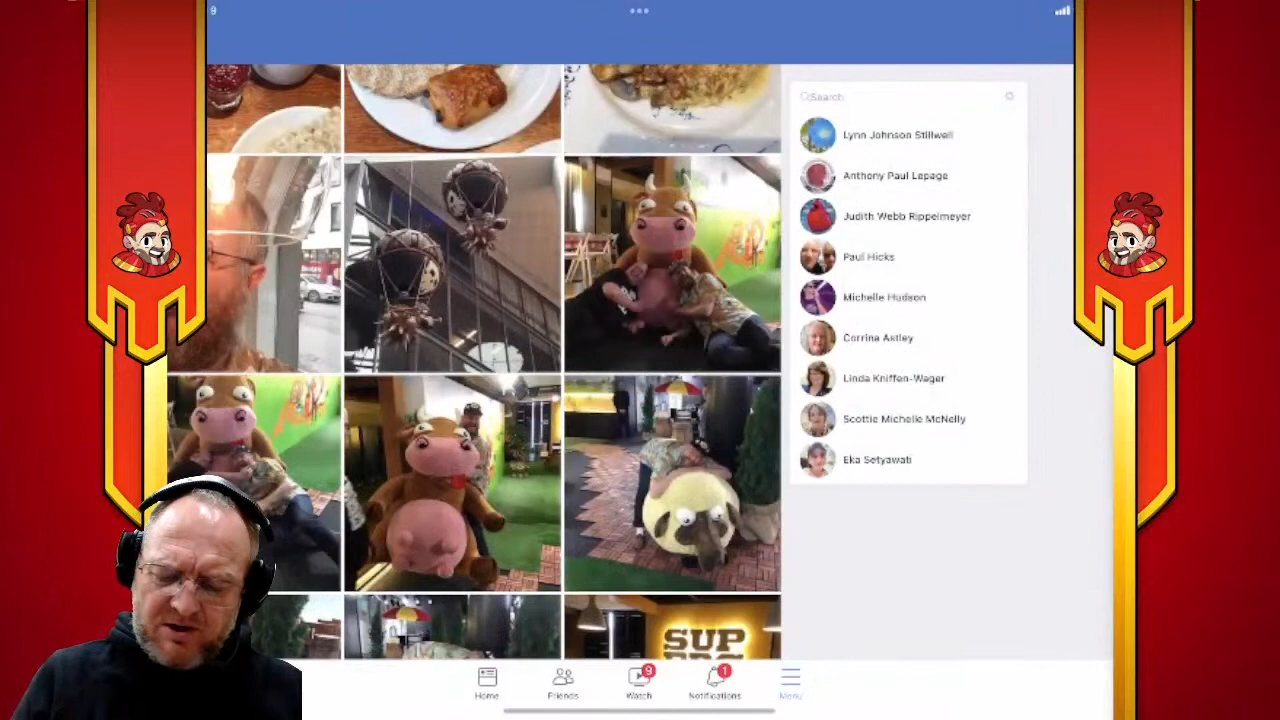 9
Search
Lynn Johnson Stillwell
Anthony Paul Lepage
Judith Webb Rippelmeyer
Paul Hicks
Michelle Hudson
Corrina Astley
Linda Kniffen-Wager
Scottie Michelle McNelly
Eka Setyawati
SUP
9
1
Home
Friends
Watch
Notifications
Menu